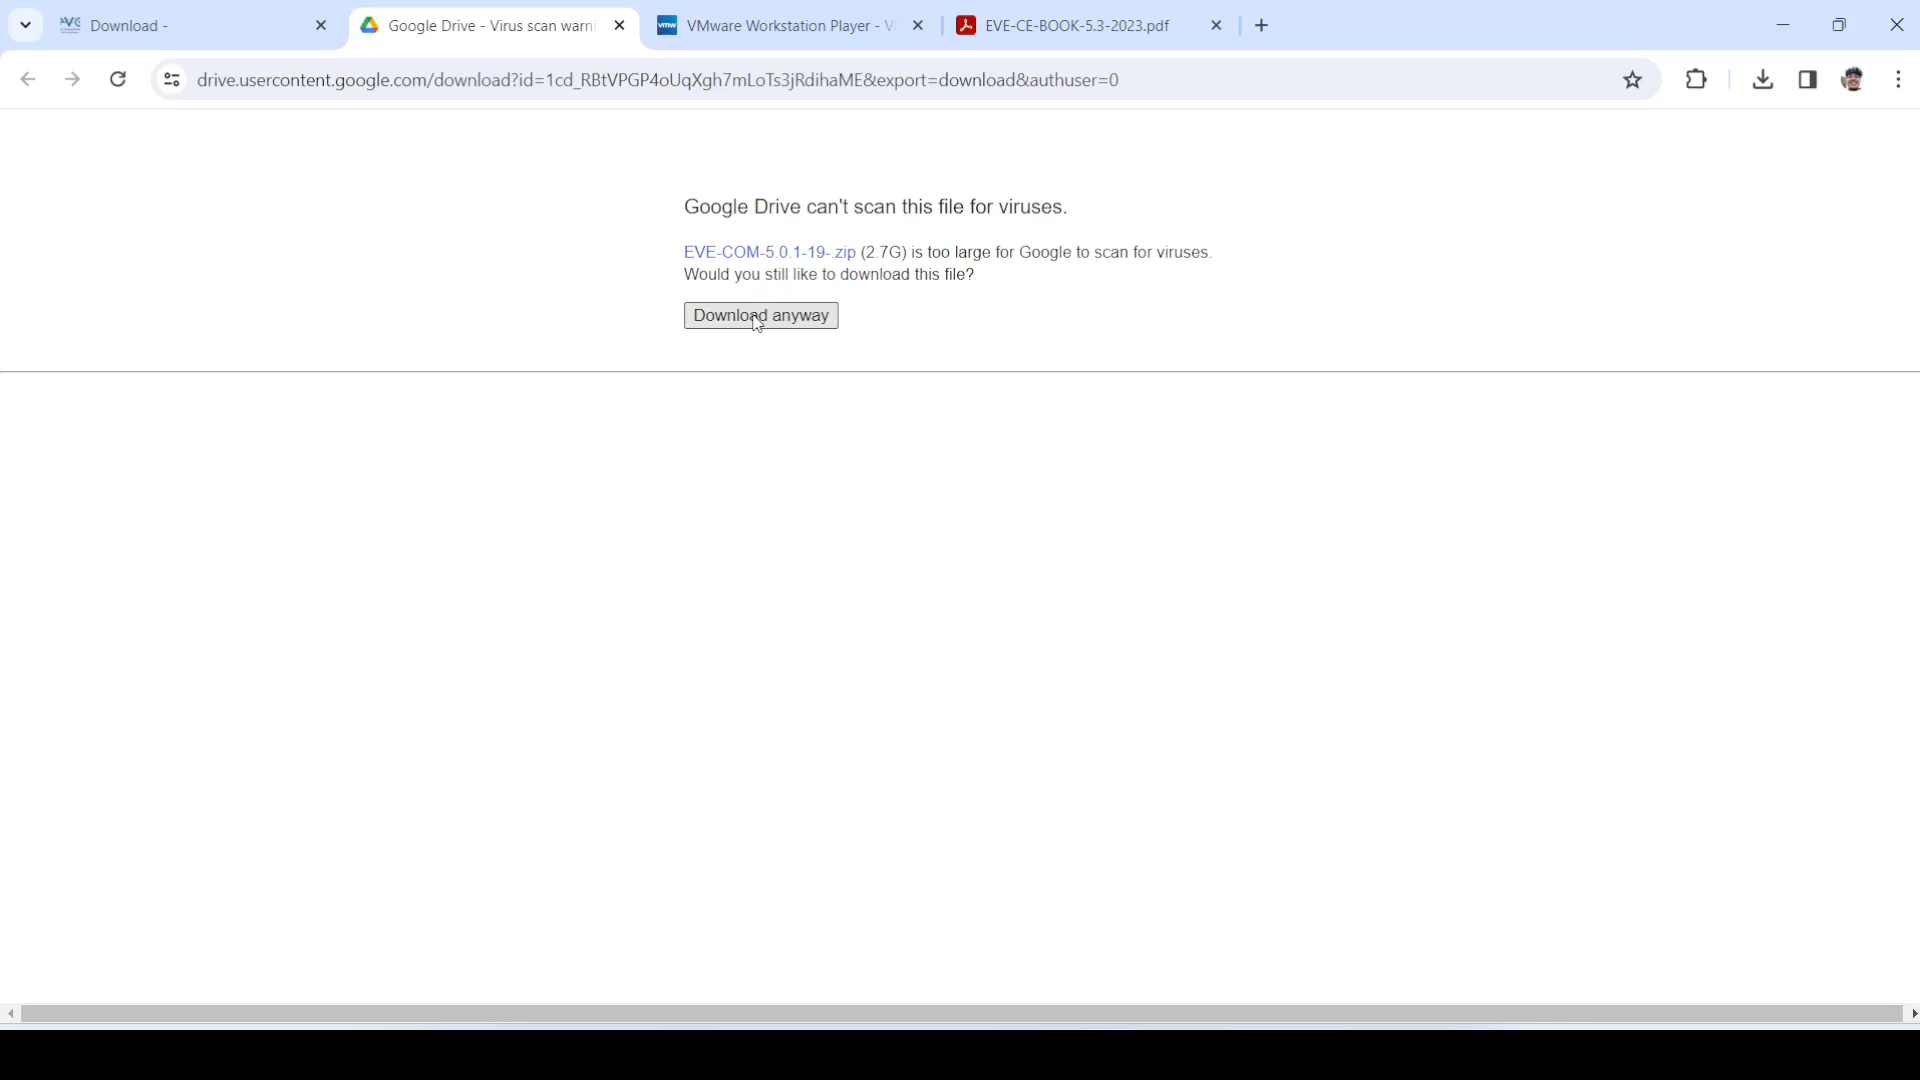 Download -
Google Drive - Virus scan warni
VMware Workstation Player - V
EVE-CE-BOOK-5.3-2023.pdf
drive.usercontent.google.com/download?id=1cd_RBtVPGP4oUqXgh7mLoTs3jRdihaME&export=download&authuser=0
Google Drive can't scan this file for viruses.
EVE-COM-5.0.1-19-.zip (2.7G) is too large for Google to scan for viruses.
Would you still like to download this file?
Download anyway